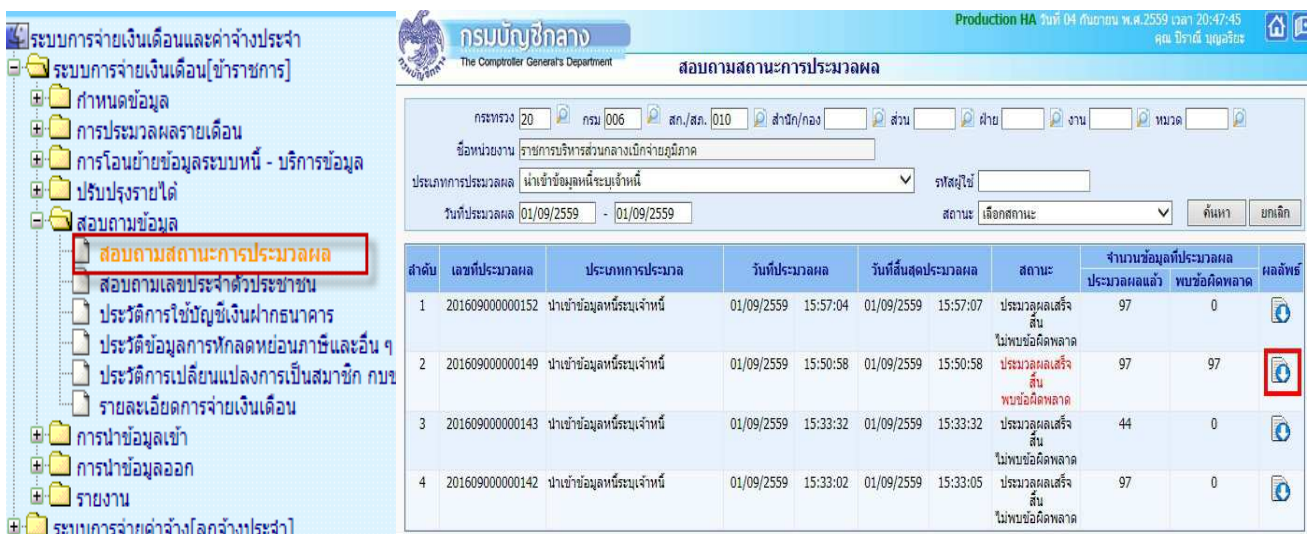 ระบบการจ่ายเงินเดือนและค่าจ้างประจำ
ระบบการจ่ายเงินเดือน[ข้าราชการ]
กำหนดข้อมูล
การประมวลผลรายเดือน
การโอนย้ายข้อมูลระบบหนี้ - บริการข้อมูล
ปรับปรุงรายได้
สอบถามข้อมูล
สอบถามสถานะการประมวลผล
สอบถามเลขประจำตัวประชาชน
ประวัติการใช้บัญชีเงินฝากธนาคาร
ประวัติข้อมูลการหักลดหย่อนภาษีและอื่น ๆ
ประวัติการเปลี่ยนแปลงการเป็นสมาชิก กบข
รายละเอียดการจ่ายเงินเดือน
การนำข้อมูลเข้า
การนำข้อมูลออก
รายงาน
ระบบการจ่ายค่าจ้าง[ลูกจ้างประจำ]
กรมบัญชีกลาง
The Comptroller General's Department
Production HA วันที่ 04 กันยายน พ.ศ.2559 เวลา 20:47:45
คุณ ปิราณี บุญอริยะ
สอบถามสถานะการประมวลผล
กระทรวง 20 กรม 006 สก./สภ. 010 สำนัก/กอง ส่วน ฝ่าย งาน หมวด
ชื่อหน่วยงาน ราชการบริหารส่วนกลางเบิกจ่ายภูมิภาค
ประเภทการประมวลผล นำเข้าข้อมูลหนี้ระบุเจ้าหนี้ รหัสผู้ใช้
วันที่ประมวลผล 01/09/2559 - 01/09/2559 สถานะ เลือกสถานะ ค้นหา ยกเลิก
ลำดับ เลขที่ประมวลผล ประเภทการประมวล วันที่ประมวลผล วันที่สิ้นสุดประมวลผล สถานะ จำนวนข้อมูลที่ประมวลผล ผลลัพธ์
ประมวลผลแล้ว พบข้อผิดพลาด
1 201609000000152 นำเข้าข้อมูลหนี้ระบุเจ้าหนี้ 01/09/2559 15:57:04 01/09/2559 15:57:07 ประมวลผลเสร็จ 97 0
สิ้น
ไม่พบข้อผิดพลาด
2 201609000000149 นำเข้าข้อมูลหนี้ระบุเจ้าหนี้ 01/09/2559 15:50:58 01/09/2559 15:50:58 ประมวลผลเสร็จ 97 97
สิ้น
พบข้อผิดพลาด
3 201609000000143 นำเข้าข้อมูลหนี้ระบุเจ้าหนี้ 01/09/2559 15:33:32 01/09/2559 15:33:32 ประมวลผลเสร็จ 44 0
สิ้น
ไม่พบข้อผิดพลาด
4 201609000000142 นำเข้าข้อมูลหนี้ระบุเจ้าหนี้ 01/09/2559 15:33:02 01/09/2559 15:33:05 ประมวลผลเสร็จ 97 0
สิ้น
ไม่พบข้อผิดพลาด